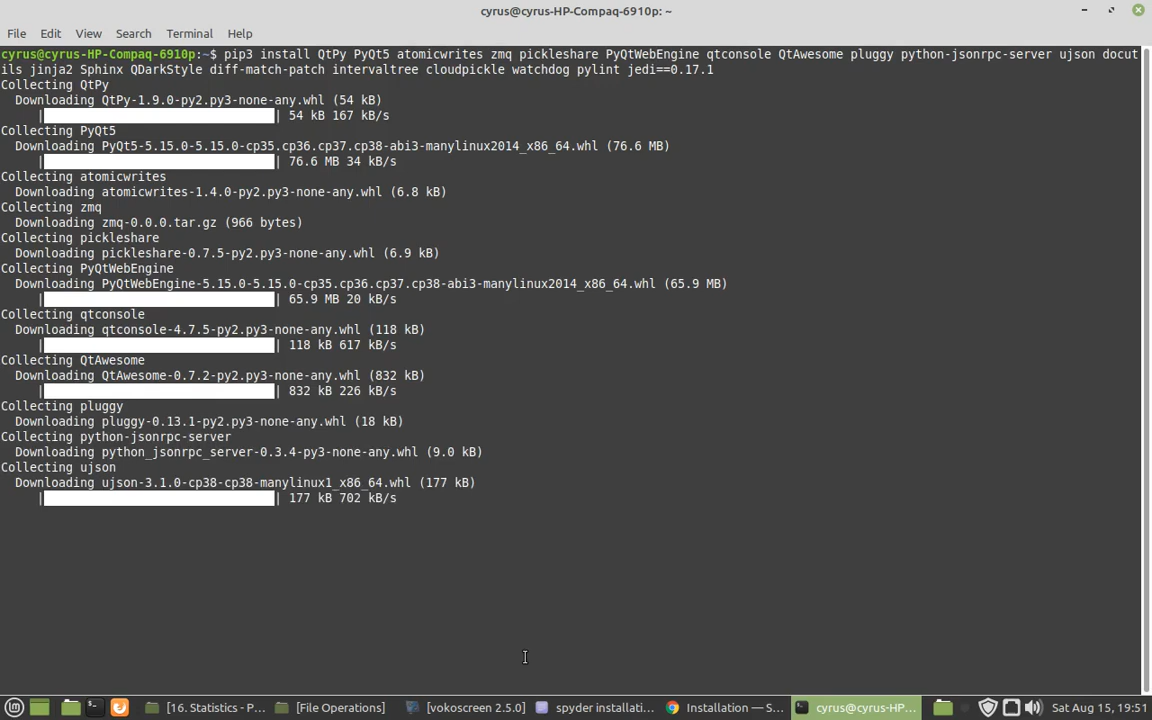 cyrus@cyrus-HP-Compaq-6910p: ~
File Edit View Search Terminal Help
cyrus@cyrus-HP-Compaq-6910p:~$ pip3 install QtPy PyQt5 atomicwrites zmq pickleshare PyQtWebEngine qtconsole QtAwesome pluggy python-jsonrpc-server ujson docut
ils jinja2 Sphinx QDarkStyle diff-match-patch intervaltree cloudpickle watchdog pylint jedi==0.17.1
Collecting QtPy
Downloading QtPy-1.9.0-py2.py3-none-any.whl (54 kB)
| | 54 kB 167 kB/s
Collecting PyQt5
Downloading PyQt5-5.15.0-5.15.0-cp35.cp36.cp37.cp38-abi3-manylinux2014_x86_64.whl (76.6 MB)
| | 76.6 MB 34 kB/s
Collecting atomicwrites
Downloading atomicwrites-1.4.0-py2.py3-none-any.whl (6.8 kB)
Collecting zmq
Downloading zmq-0.0.0.tar.gz (966 bytes)
Collecting pickleshare
Downloading pickleshare-0.7.5-py2.py3-none-any.whl (6.9 kB)
Collecting PyQtWebEngine
Downloading PyQtWebEngine-5.15.0-5.15.0-cp35.cp36.cp37.cp38-abi3-manylinux2014_x86_64.whl (65.9 MB)
| | 65.9 MB 20 kB/s
Collecting qtconsole
Downloading qtconsole-4.7.5-py2.py3-none-any.whl (118 kB)
| | 118 kB 617 kB/s
Collecting QtAwesome
Downloading QtAwesome-0.7.2-py2.py3-none-any.whl (832 kB)
| | 832 kB 226 kB/s
Collecting pluggy
Downloading pluggy-0.13.1-py2.py3-none-any.whl (18 kB)
Collecting python-jsonrpc-server
Downloading python_jsonrpc_server-0.3.4-py3-none-any.whl (9.0 kB)
Collecting ujson
Downloading ujson-3.1.0-cp38-cp38-manylinux1_x86_64.whl (177 kB)
| | 177 kB 702 kB/s
[16. Statistics - P... [File Operations] [vokoscreen 2.5.0] spyder installati... Installation — S... cyrus@cyrus-HP... Sat Aug 15, 19:51